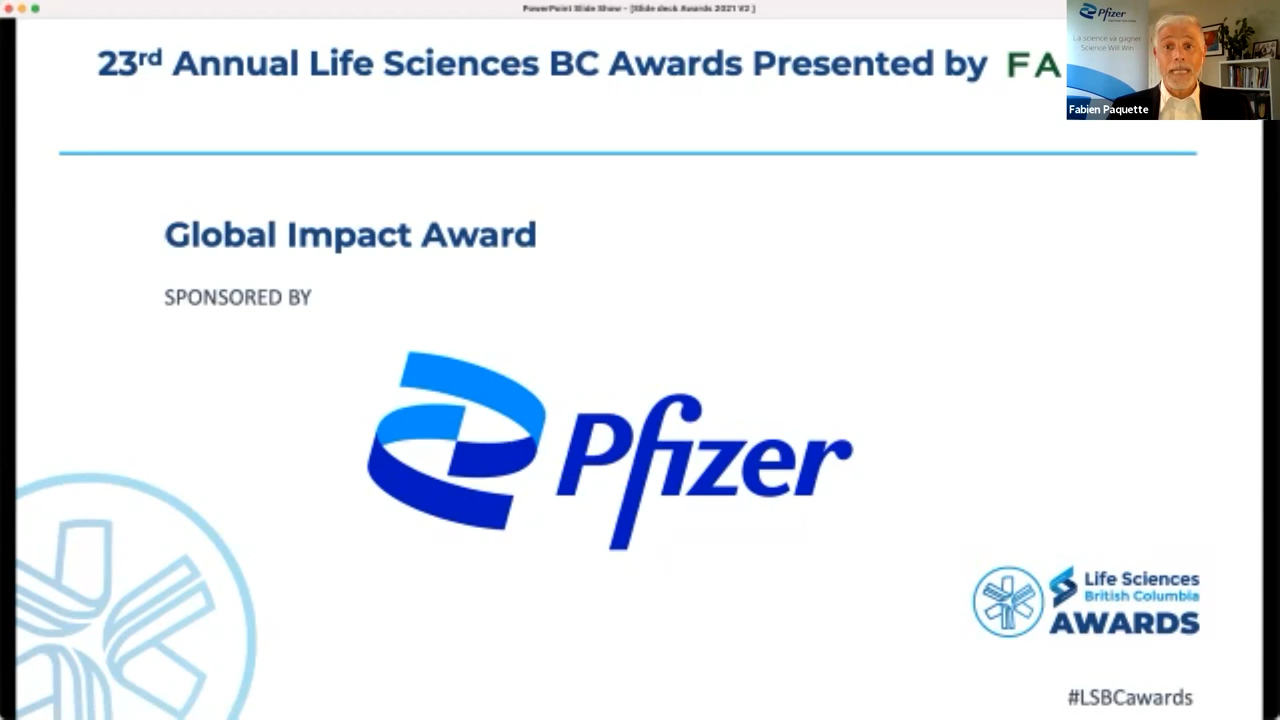 PowerPoint Slide Show - [Slide deck Awards 2021 V2 ]
23rd Annual Life Sciences BC Awards Presented by FA
Pfizer
La science va gagner
Science Will Win
Fabien Paquette
Global Impact Award
SPONSORED BY
Pfizer
Life Sciences
British Columbia
AWARDS
#LSBCawards